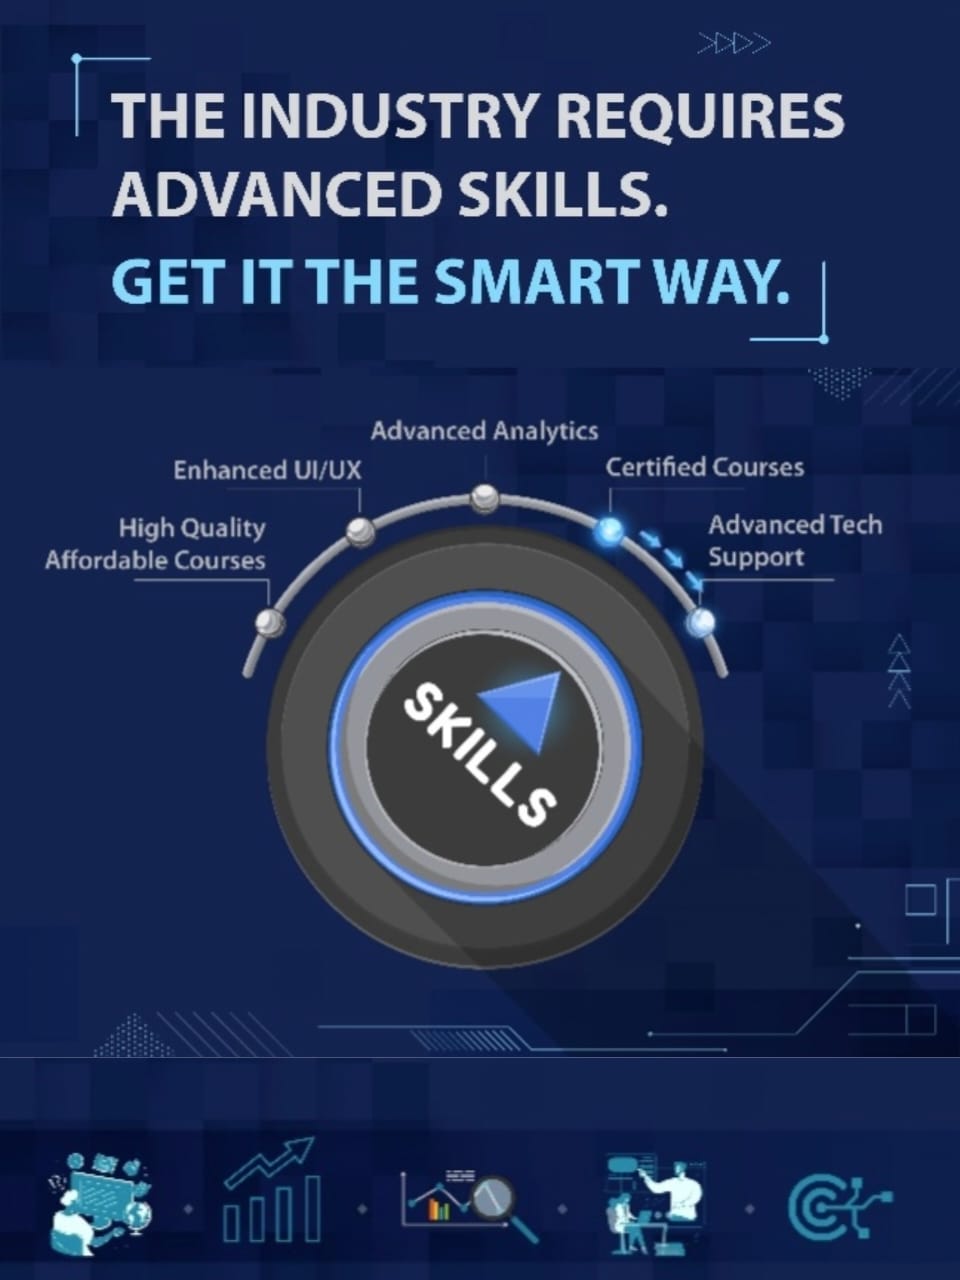 THE INDUSTRY REQUIRES
ADVANCED SKILLS.
GET IT THE SMART WAY.
Advanced Analytics
Enhanced UI/UX
Certified Courses
High Quality
Affordable Courses
Advanced Tech
Support
SKILLS